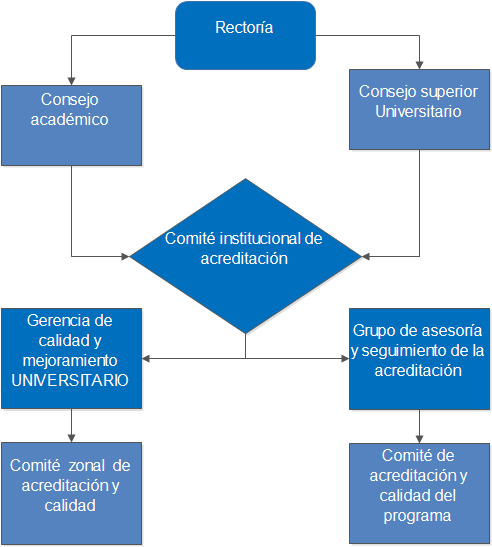 Rectoría
Consejo
académico
Consejo superior
Universitario
Comité institucional de
acreditación
Gerencia de
calidad y
mejoramiento
UNIVERSITARIO
Grupo de asesoría
y seguimiento de la
acreditación
Comité zonal de
acreditación y
calidad
Comité de
acreditación y
calidad del
programa